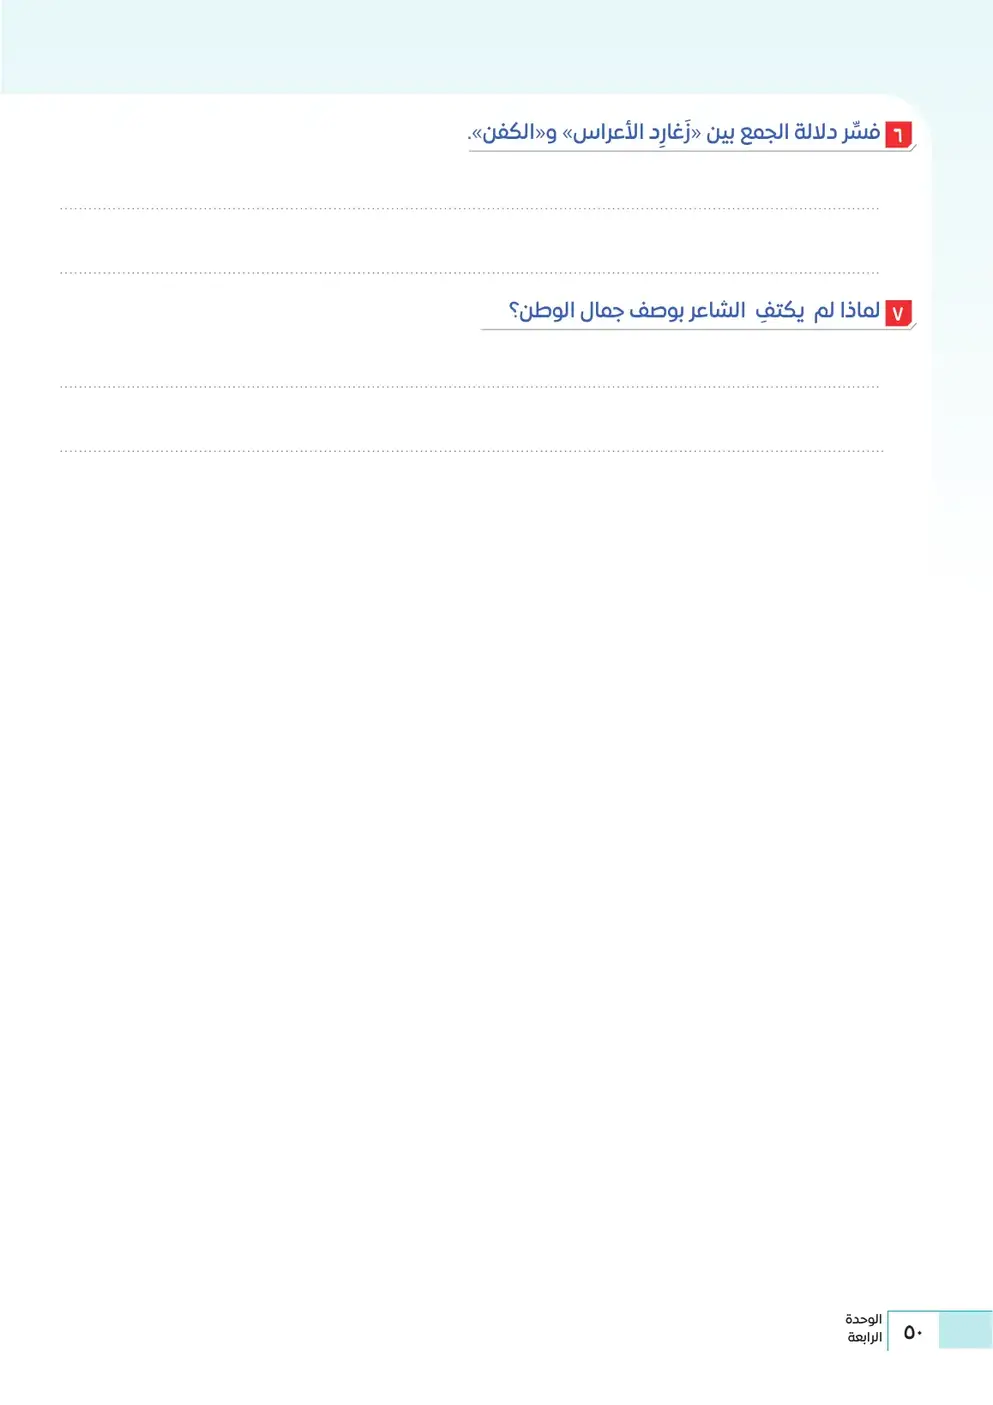 ٦ فسِّر دلالة الجمع بين «زَغارِد الأعراس» و«الكفن».
٧ لماذا لم يكتفِ الشاعر بوصف جمال الوطن؟
الوحدة
الرابعة
٥٠